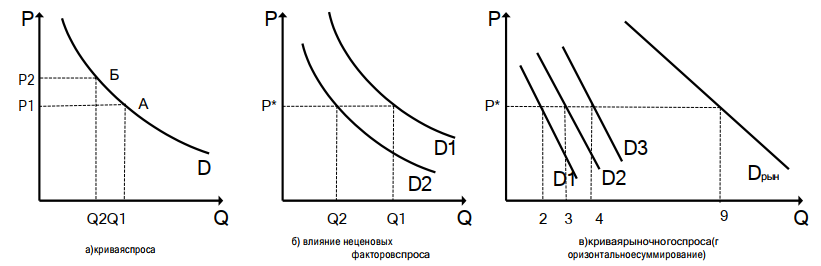 P
P2
Б
P1
А
D
Q2Q1
Q
а)криваяспроса
P
P*
D1
D2
Q2
Q1
Q
б) влияние неценовых
факторовспроса
P
P*
D3
D1
D2
Dрын
2
3
4
9
Q
в)криваярыночногоспроса(г
оризонтальноесуммирование)